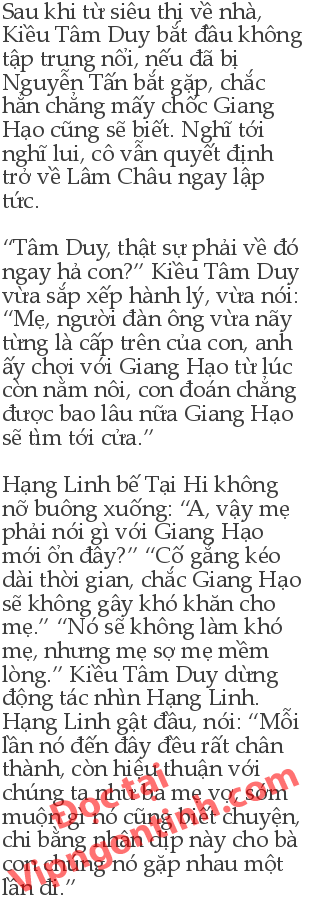 Sau khi từ siêu thị về nhà,
Kiều Tâm Duy bắt đầu không
tập trung nổi, nếu đã bị
Nguyễn Tấn bắt gặp, chắc
hẳn chẳng mấy chốc Giang
Hạo cũng sẽ biết. Nghĩ tới
nghĩ lui, cô vẫn quyết định
trở về Lâm Châu ngay lập
tức.
“Tâm Duy, thật sự phải về đó
ngay hả con?” Kiều Tâm Duy
vừa sắp xếp hành lý, vừa nói:
“Mẹ, người đàn ông vừa nãy
từng là cấp trên của con, anh
ấy chơi với Giang Hạo từ lúc
còn nằm nôi, con đoán chẳng
được bao lâu nữa Giang Hạo
sẽ tìm tới cửa.”
Hạng Linh bế Tại Hi không
nỡ buông xuống: “A, vậy mẹ
phải nói gì với Giang Hạo
mới ổn đây?” “Cố gắng kéo
dài thời gian, chắc Giang Hạo
sẽ không gây khó khăn cho
mẹ.” “Nó sẽ không làm khó
mẹ, nhưng mẹ sợ mẹ mềm
lòng.” Kiều Tâm Duy dừng
động tác nhìn Hạng Linh.
Hạng Linh gật đầu, nói: “Mỗi
lần nó đến đây đều rất chân
thành, còn hiếu thuận với
chúng ta như ba mẹ vợ, sớm
muộn gì nó cũng biết chuyện,
chi bằng nhân dịp này cho bà
con chúng nó gặp nhau một
lần đi.”
Đọc tại
Vipngontinh.com